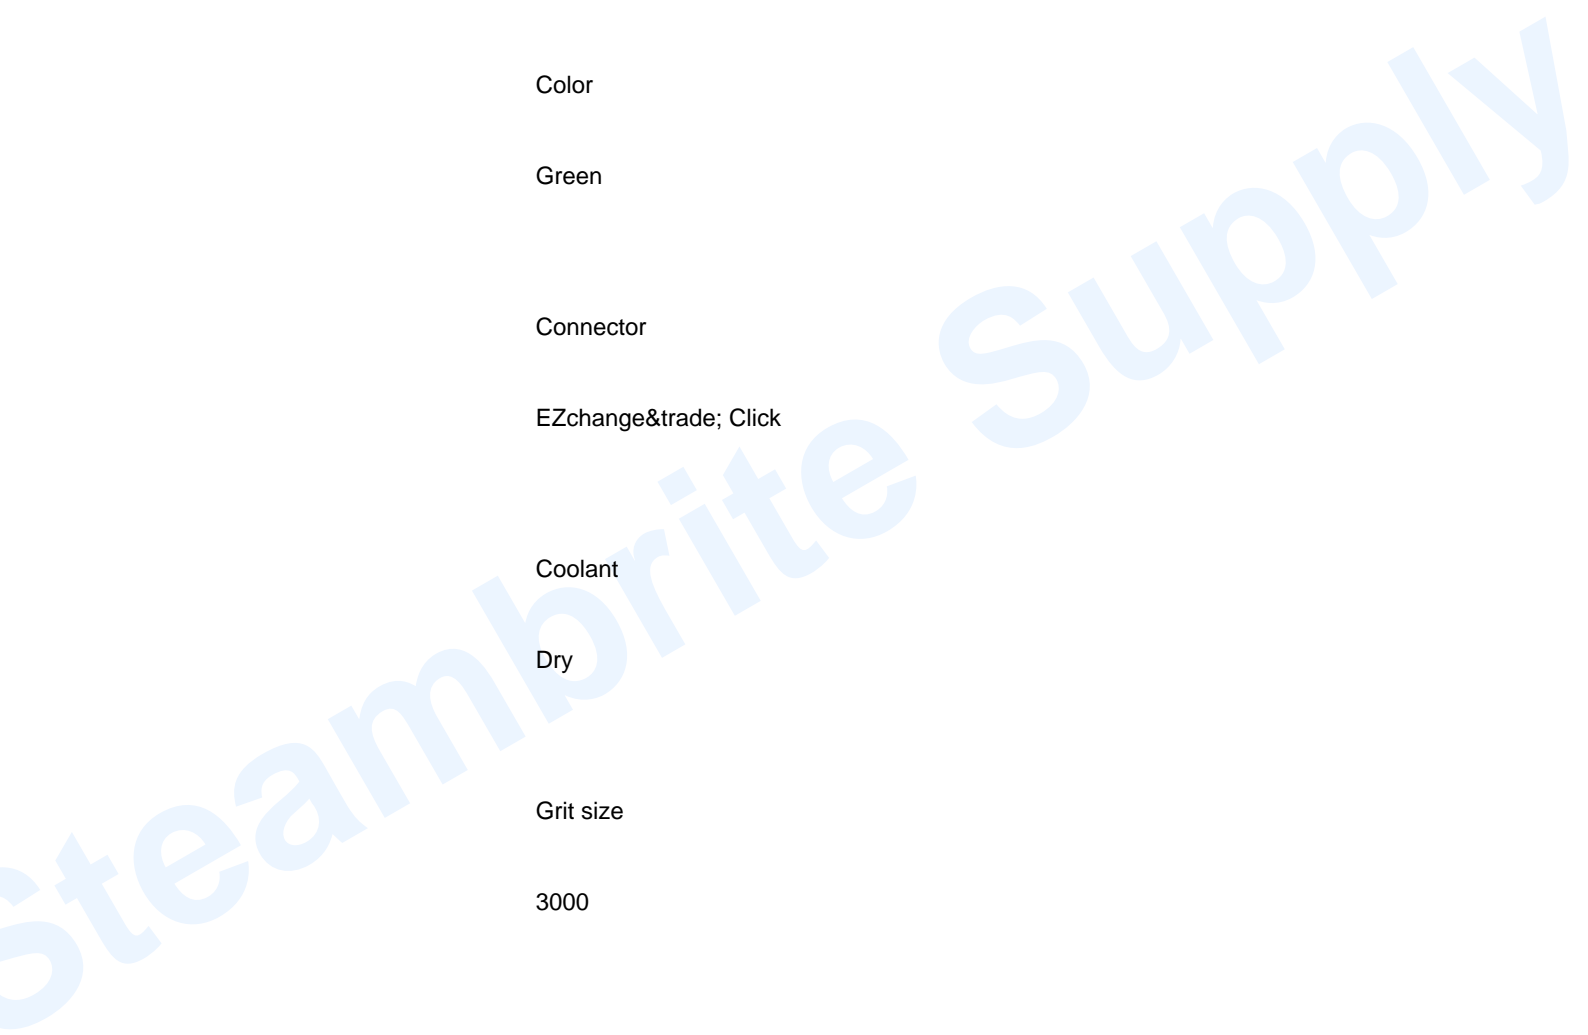 Color
Green
Connector
EZchange&trade; Click
Coolant
Dry
Grit size
3000
Steambrite Supply